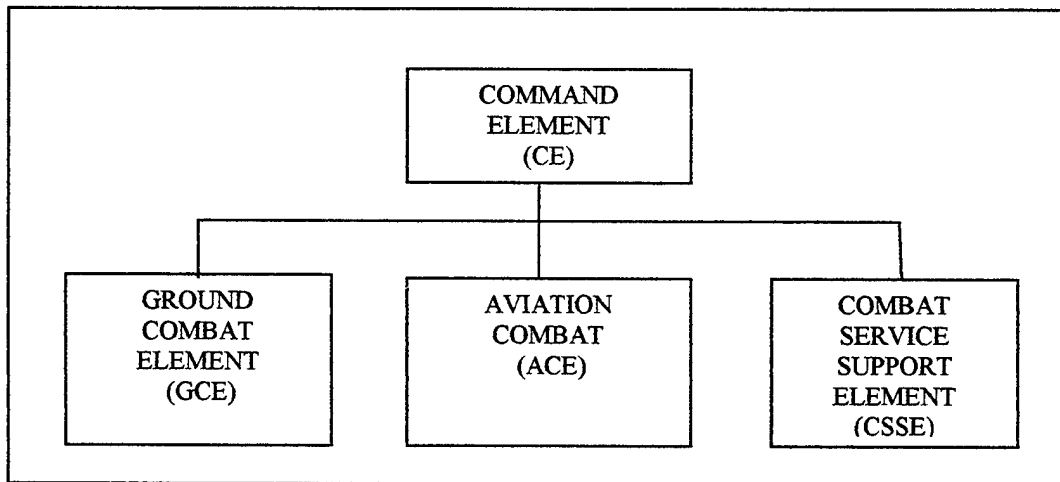 COMMAND
ELEMENT
(CE)
GROUND
COMBAT
ELEMENT
(GCE)
AVIATION
COMBAT
(ACE)
COMBAT
SERVICE
SUPPORT
ELEMENT
(CSSE)